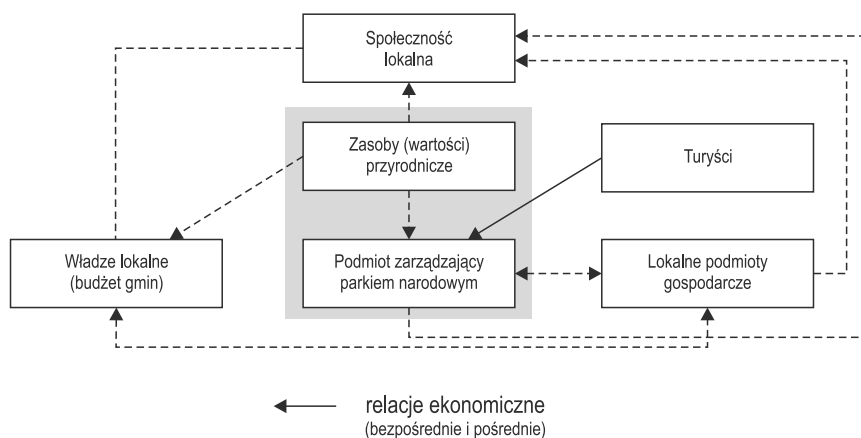 Społeczność
lokalna
Zasoby (wartości)
przyrodnicze
Turyści
Władze lokalne
(budżet gmin)
Podmiot zarządzający
parkiem narodowym
Lokalne podmioty
gospodarcze
relacje ekonomiczne
(bezpośrednie i pośrednie)